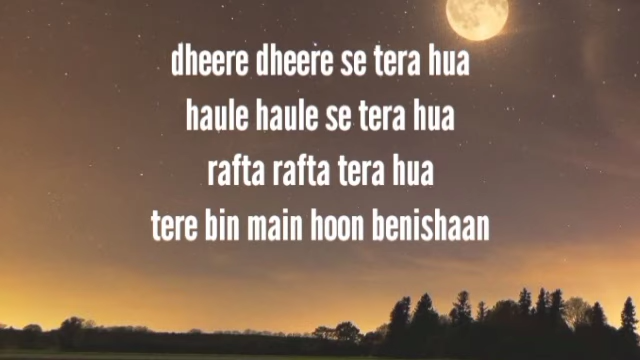 dheere dheere se tera hua
haule haule se tera hua
rafta rafta tera hua
tere bin main hoon benishaan